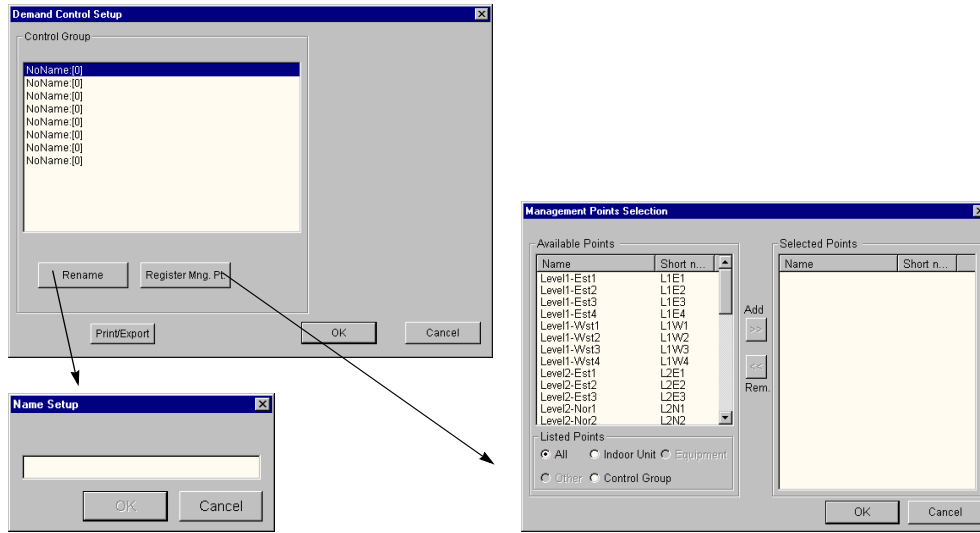 Demand Control Setup
Control Group
NoName:[0]
NoName:[0]
NoName:[0]
NoName:[0]
NoName:[0]
NoName:[0]
NoName:[0]
NoName:[0]
Rename
Register Mng. Pt.
Print/Export
OK
Cancel
Name Setup
OK
Cancel
Management Points Selection
Available Points
Name Short n...
Level1-Est1 L1E1
Level1-Est2 L1E2
Level1-Est3 L1E3
Level1-Est4 L1E4
Level1-Wst1 L1W1
Level1-Wst2 L1W2
Level1-Wst3 L1W3
Level1-Wst4 L1W4
Level2-Est1 L2E1
Level2-Est2 L2E2
Level2-Est3 L2E3
Level2-Nor1 L2N1
Level2-Nor2 L2N2
Listed Points
All Indoor Unit Equipment
Other Control Group
Add
>>
<<
Rem.
Selected Points
Name Short n...
OK
Cancel